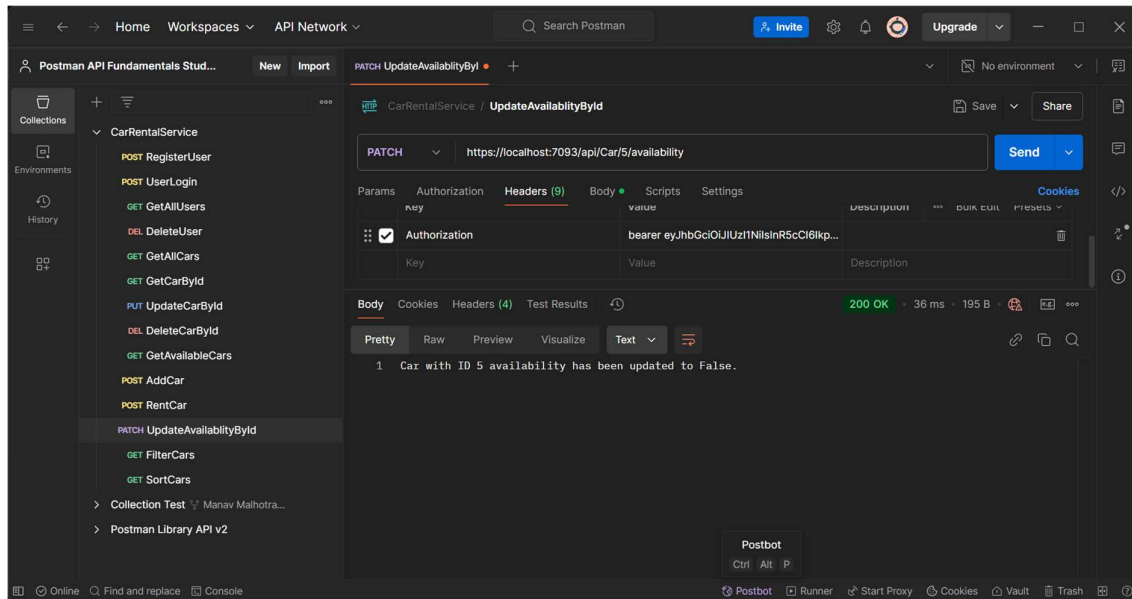 Home Workspaces API Network Search Postman Invite Upgrade
Postman API Fundamentals Stud... New Import PATCH UpdateAvailablityByI No environment
Collections
Environments
History
CarRentalService
POST RegisterUser
POST UserLogin
GET GetAllUsers
DEL DeleteUser
GET GetAllCars
GET GetCarById
PUT UpdateCarById
DEL DeleteCarById
GET GetAvailableCars
POST AddCar
POST RentCar
PATCH UpdateAvailablityById
GET FilterCars
GET SortCars
Collection Test Manav Malhotra...
Postman Library API v2
HTTP CarRentalService / UpdateAvailablityById Save Share
PATCH https://localhost:7093/api/Car/5/availability Send
Params Authorization Headers (9) Body Scripts Settings Cookies
Key Value Description Bulk Edit Presets
Authorization bearer eyJhbGciOiJIUzI1NiIsInR5cCI6Ikp...
Key Value Description
Body Cookies Headers (4) Test Results 200 OK 36 ms 195 B e.g.
Pretty Raw Preview Visualize Text
1 Car with ID 5 availability has been updated to False.
Postbot
Ctrl Alt P
Online Find and replace Console Postbot Runner Start Proxy Cookies Vault Trash